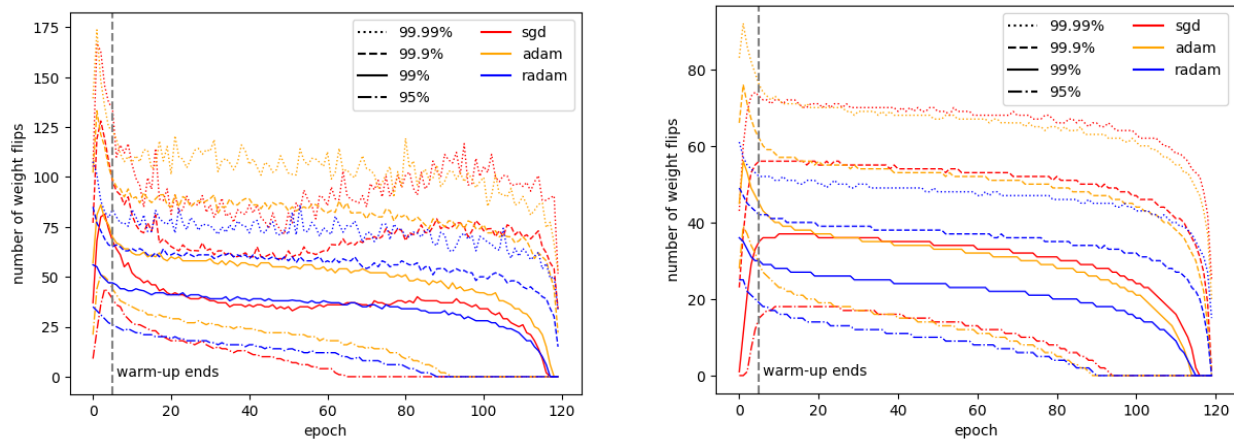 175
150
125
100
75
50
25
0
number of weight flips
99.99%
99.9%
99%
95%
sgd
adam
radam
warm-up ends
0 20 40 60 80 100 120
epoch
80
60
40
20
0
number of weight flips
99.99%
99.9%
99%
95%
sgd
adam
radam
warm-up ends
0 20 40 60 80 100 120
epoch